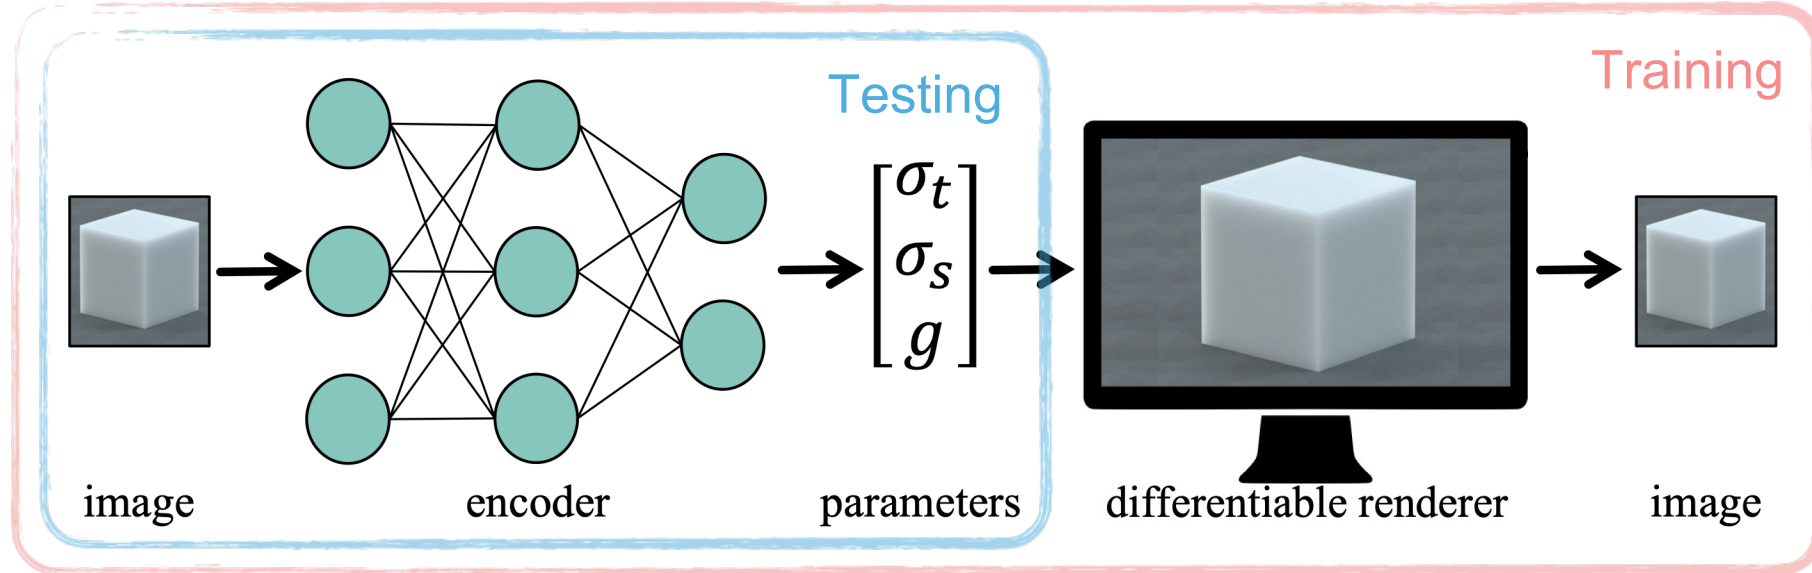 Training
Testing
σt
σs
g
image
encoder
parameters
differentiable renderer
image